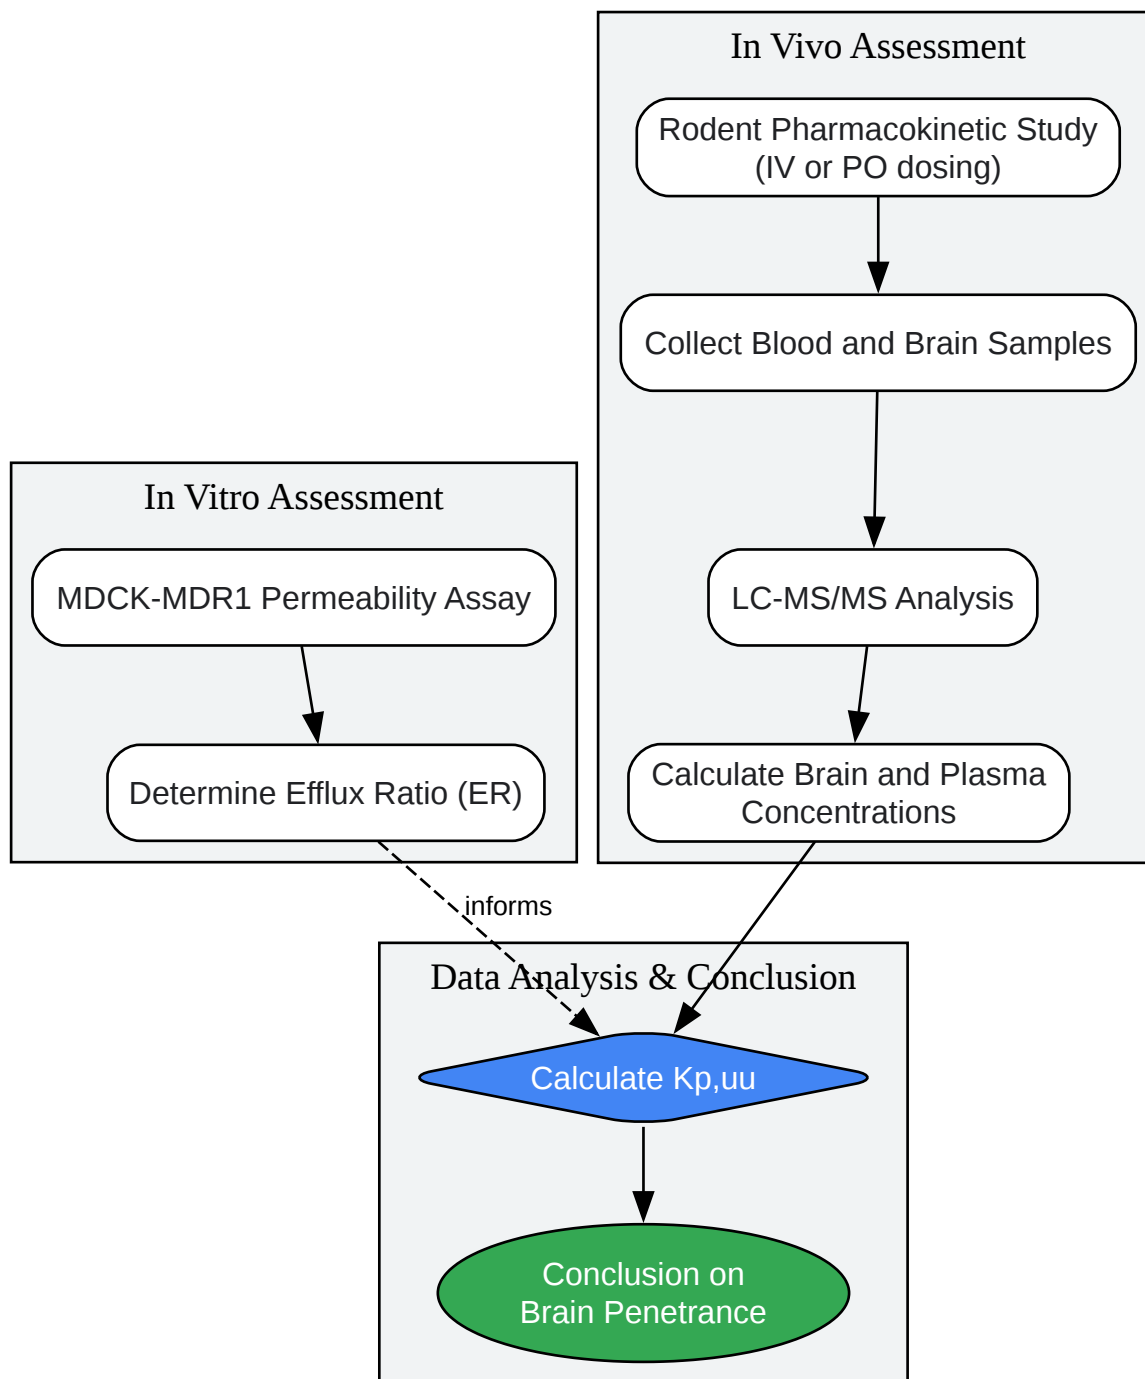 In Vivo Assessment
Rodent Pharmacokinetic Study
(IV or PO dosing)
Collect Blood and Brain Samples
LC-MS/MS Analysis
Calculate Brain and Plasma
Concentrations
In Vitro Assessment
MDCK-MDR1 Permeability Assay
Determine Efflux Ratio (ER)
informs
Data Analysis & Conclusion
Calculate Kp,uu
Conclusion on
Brain Penetrance